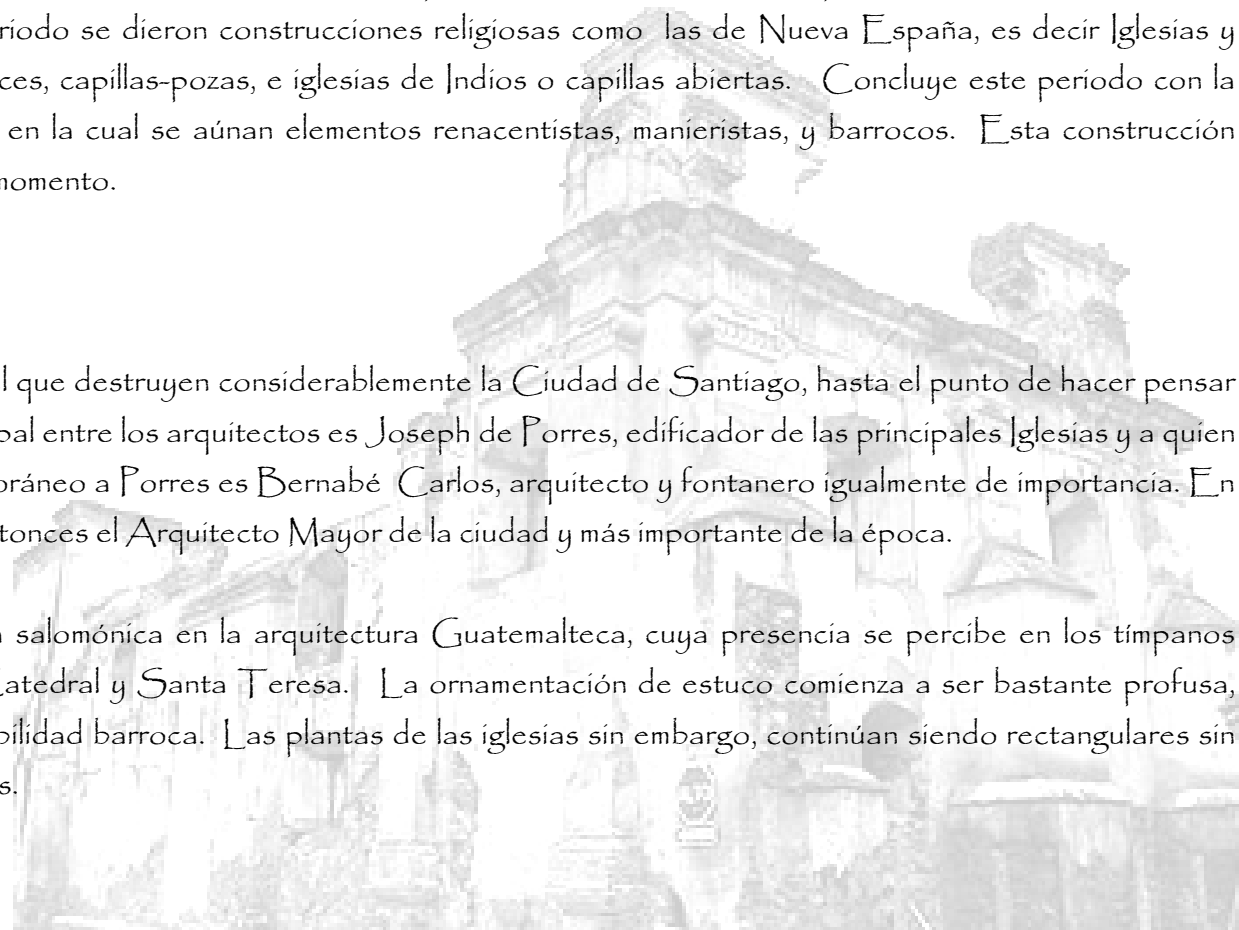 riodo se dieron construcciones religiosas como las de Nueva España, es decir Iglesias y
ces, capillas-pozas, e iglesias de Indios o capillas abiertas. Concluye este periodo con la
en la cual se aúnan elementos renacentistas, manieristas, y barrocos. Esta construcción
momento.
l que destruyen considerablemente la Ciudad de Santiago, hasta el punto de hacer pensar
pal entre los arquitectos es Joseph de Porres, edificador de las principales Iglesias y a quien
oráneo a Porres es Bernabé Carlos, arquitecto y fontanero igualmente de importancia. En
tonces el Arquitecto Mayor de la ciudad y más importante de la época.
salomónica en la arquitectura Guatemalteca, cuya presencia se percibe en los tímpanos
Catedral y Santa Teresa. La ornamentación de estuco comienza a ser bastante profusa,
bilidad barroca. Las plantas de las iglesias sin embargo, continúan siendo rectangulares sin
s.